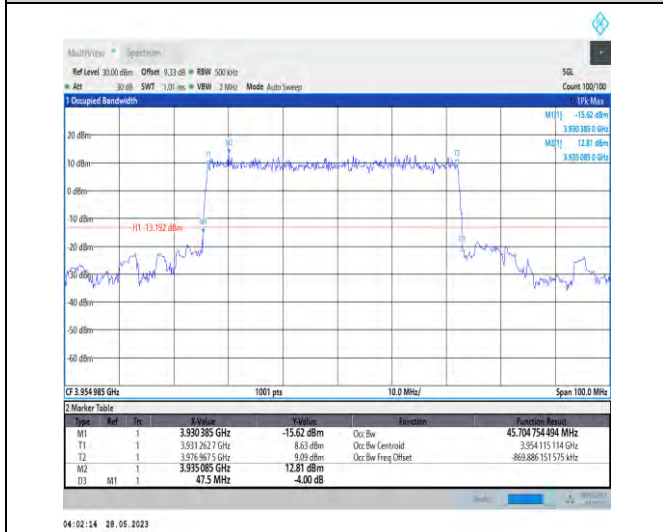 MultiView Spectrum
Ref Level 30.00 dBm Offset 9.33 dB RBW 500 kHz SGL
Att 30 dB SWT 1.01 ms VBW 2 MHz Mode Auto Sweep Count 100/100
1 Occupied Bandwidth 1Pk Max
M1[1] -15.62 dBm
3.930 385 0 GHz
20 dBm M2[1] 12.81 dBm
3.935 085 0 GHz
M2
T1 T2
10 dBm
0 dBm
-10 dBm
M1
H1 -13.192 dBm
D3
-20 dBm
-30 dBm
-40 dBm
-50 dBm
-60 dBm
CF 3.954 985 GHz 1001 pts 10.0 MHz/ Span 100.0 MHz
2 Marker Table
Type Ref Trc X-Value Y-Value Function Function Result
M1 1 3.930 385 GHz -15.62 dBm Occ Bw 45.704 754 494 MHz
T1 1 3.931 262 7 GHz 8.63 dBm Occ Bw Centroid 3.954 115 114 GHz
T2 1 3.976 967 5 GHz 9.09 dBm Occ Bw Freq Offset -869.886 151 575 kHz
M2 1 3.935 085 GHz 12.81 dBm
D3 M1 1 47.5 MHz -4.00 dB
04:02:14 28.05.2023